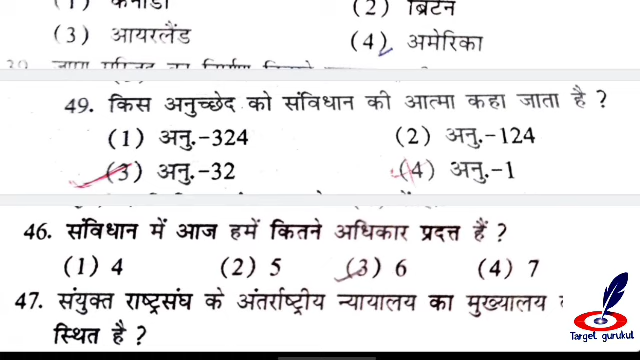 (1) कनाडा (2) ब्रिटेन
(3) आयरलैंड (4) अमेरिका
49. किस अनुच्छेद को संविधान की आत्मा कहा जाता है ?
(1) अनु.-324 (2) अनु.-124
(3) अनु.-32 (4) अनु.-1
46. संविधान में आज हमें कितने अधिकार प्रदत्त हैं ?
(1) 4 (2) 5 (3) 6 (4) 7
47. संयुक्त राष्ट्रसंघ के अंतर्राष्ट्रीय न्यायालय का मुख्यालय
स्थित है ?
Target gurukul